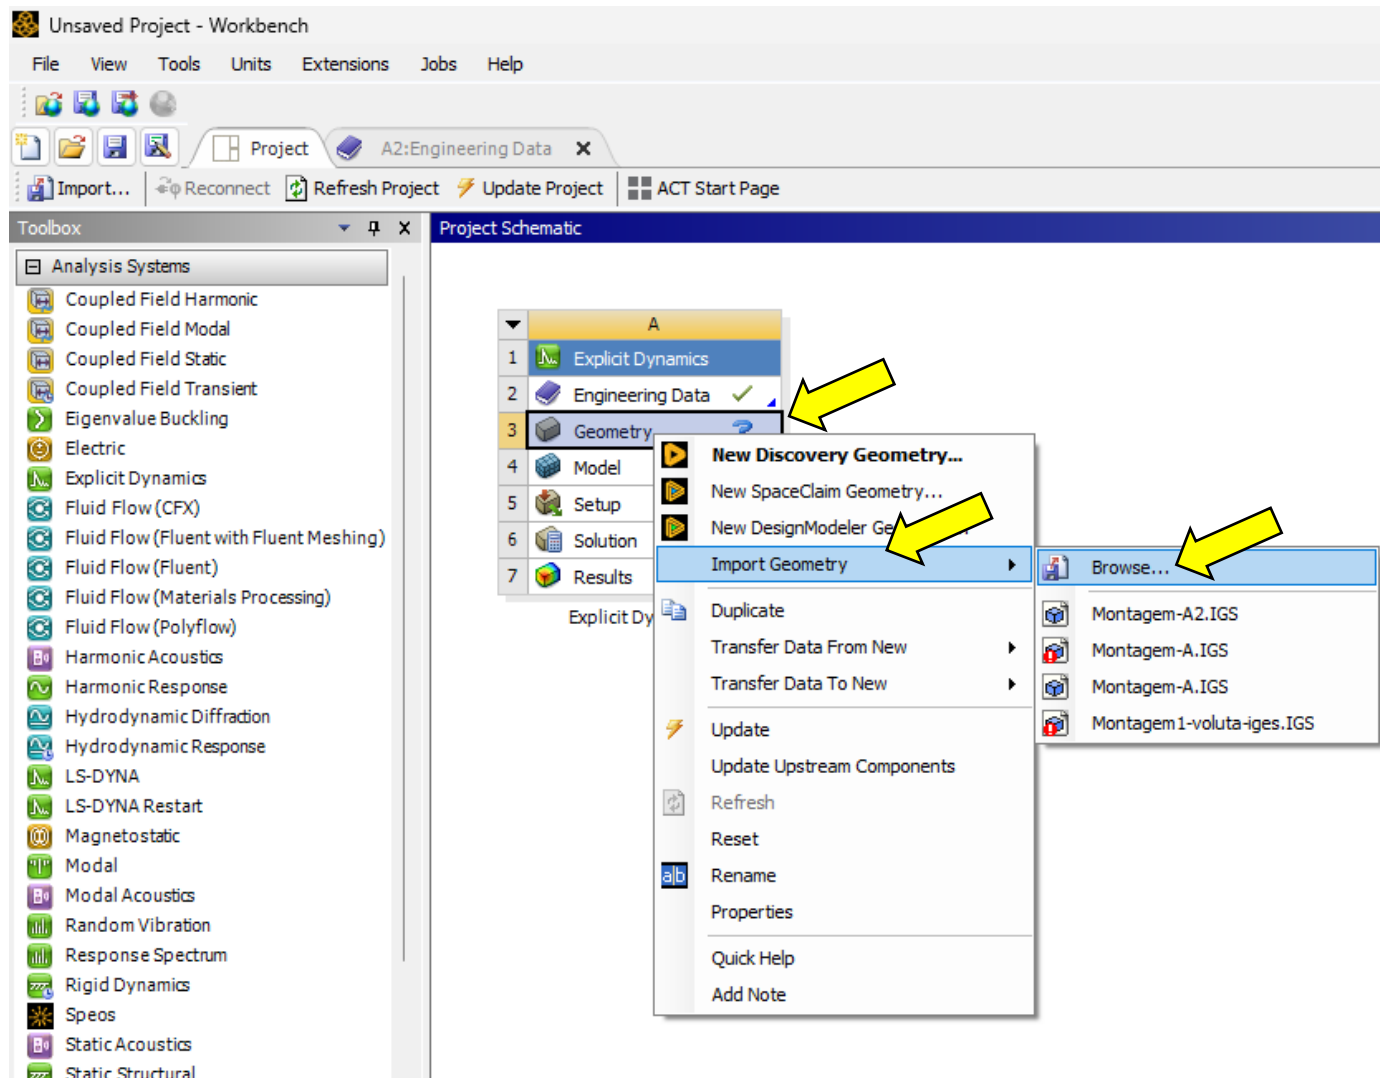 Unsaved Project - Workbench
File View Tools Units Extensions Jobs Help
Project A2:Engineering Data
Import... Reconnect Refresh Project Update Project ACT Start Page
Toolbox
Analysis Systems
Coupled Field Harmonic
Coupled Field Modal
Coupled Field Static
Coupled Field Transient
Eigenvalue Buckling
Electric
Explicit Dynamics
Fluid Flow (CFX)
Fluid Flow (Fluent with Fluent Meshing)
Fluid Flow (Fluent)
Fluid Flow (Materials Processing)
Fluid Flow (Polyflow)
Harmonic Acoustics
Harmonic Response
Hydrodynamic Diffraction
Hydrodynamic Response
LS-DYNA
LS-DYNA Restart
Magnetostatic
Modal
Modal Acoustics
Random Vibration
Response Spectrum
Rigid Dynamics
Speos
Static Acoustics
Static Structural
Project Schematic
A
1 Explicit Dynamics
2 Engineering Data
3 Geometry ?
4 Model
5 Setup
6 Solution
7 Results
Explicit Dy
New Discovery Geometry...
New SpaceClaim Geometry...
New DesignModeler Ge
Import Geometry
Duplicate
Transfer Data From New
Transfer Data To New
Update
Update Upstream Components
Refresh
Reset
a|b Rename
Properties
Quick Help
Add Note
Browse...
Montagem-A2.IGS
Montagem-A.IGS
Montagem-A.IGS
Montagem1-voluta-iges.IGS